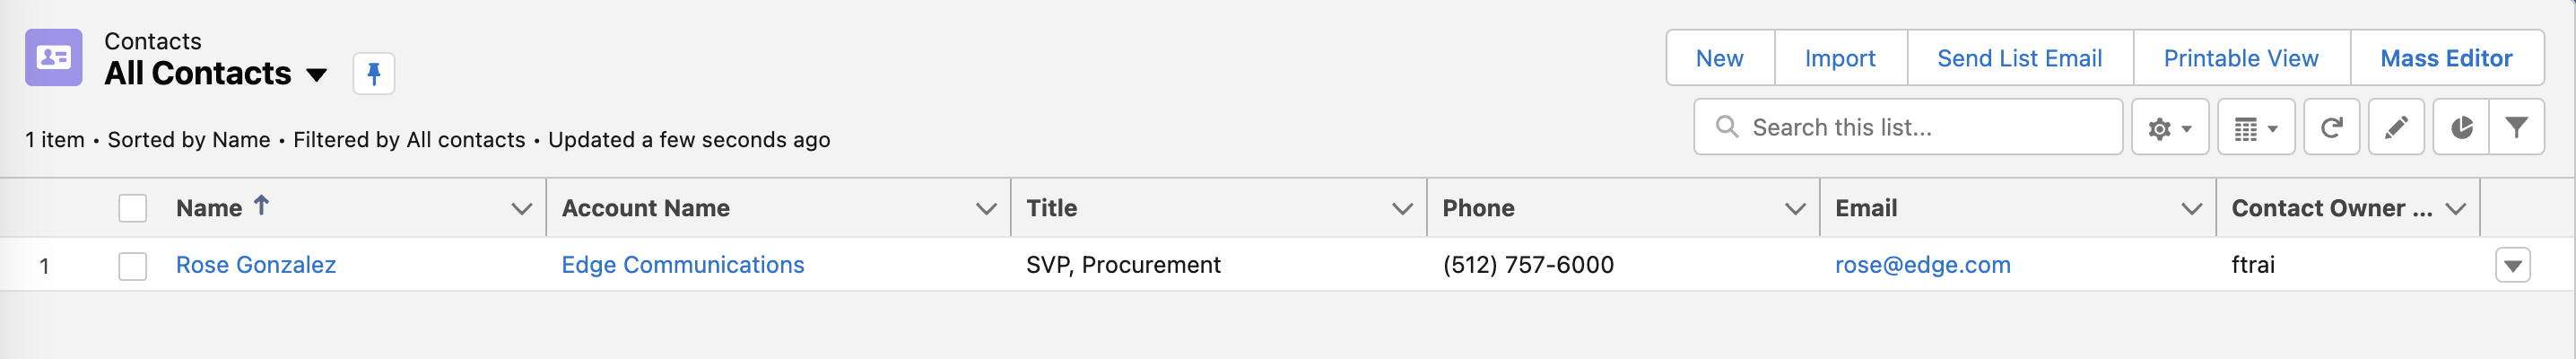 Contacts
All Contacts
New Import Send List Email Printable View Mass Editor
1 item • Sorted by Name • Filtered by All contacts • Updated a few seconds ago
Search this list...
Name Account Name Title Phone Email Contact Owner ...
1 Rose Gonzalez Edge Communications SVP, Procurement (512) 757-6000 rose@edge.com ftrai